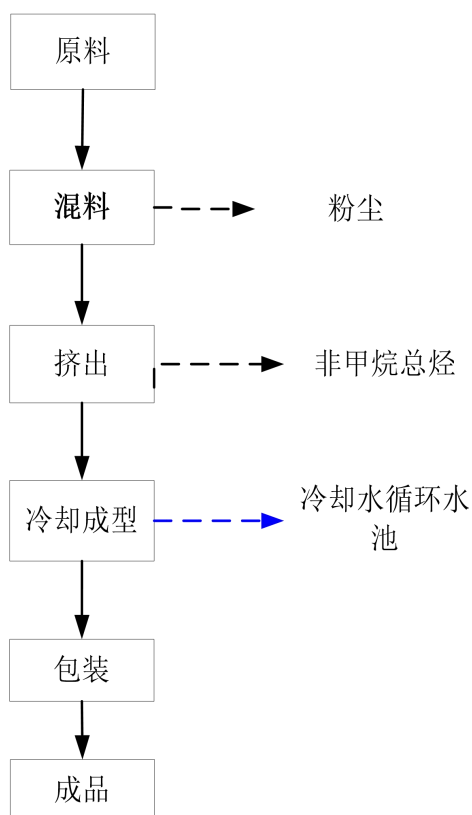 原料
混料
粉尘
挤出
非甲烷总烃
冷却成型
冷却水循环水
池
包装
成品